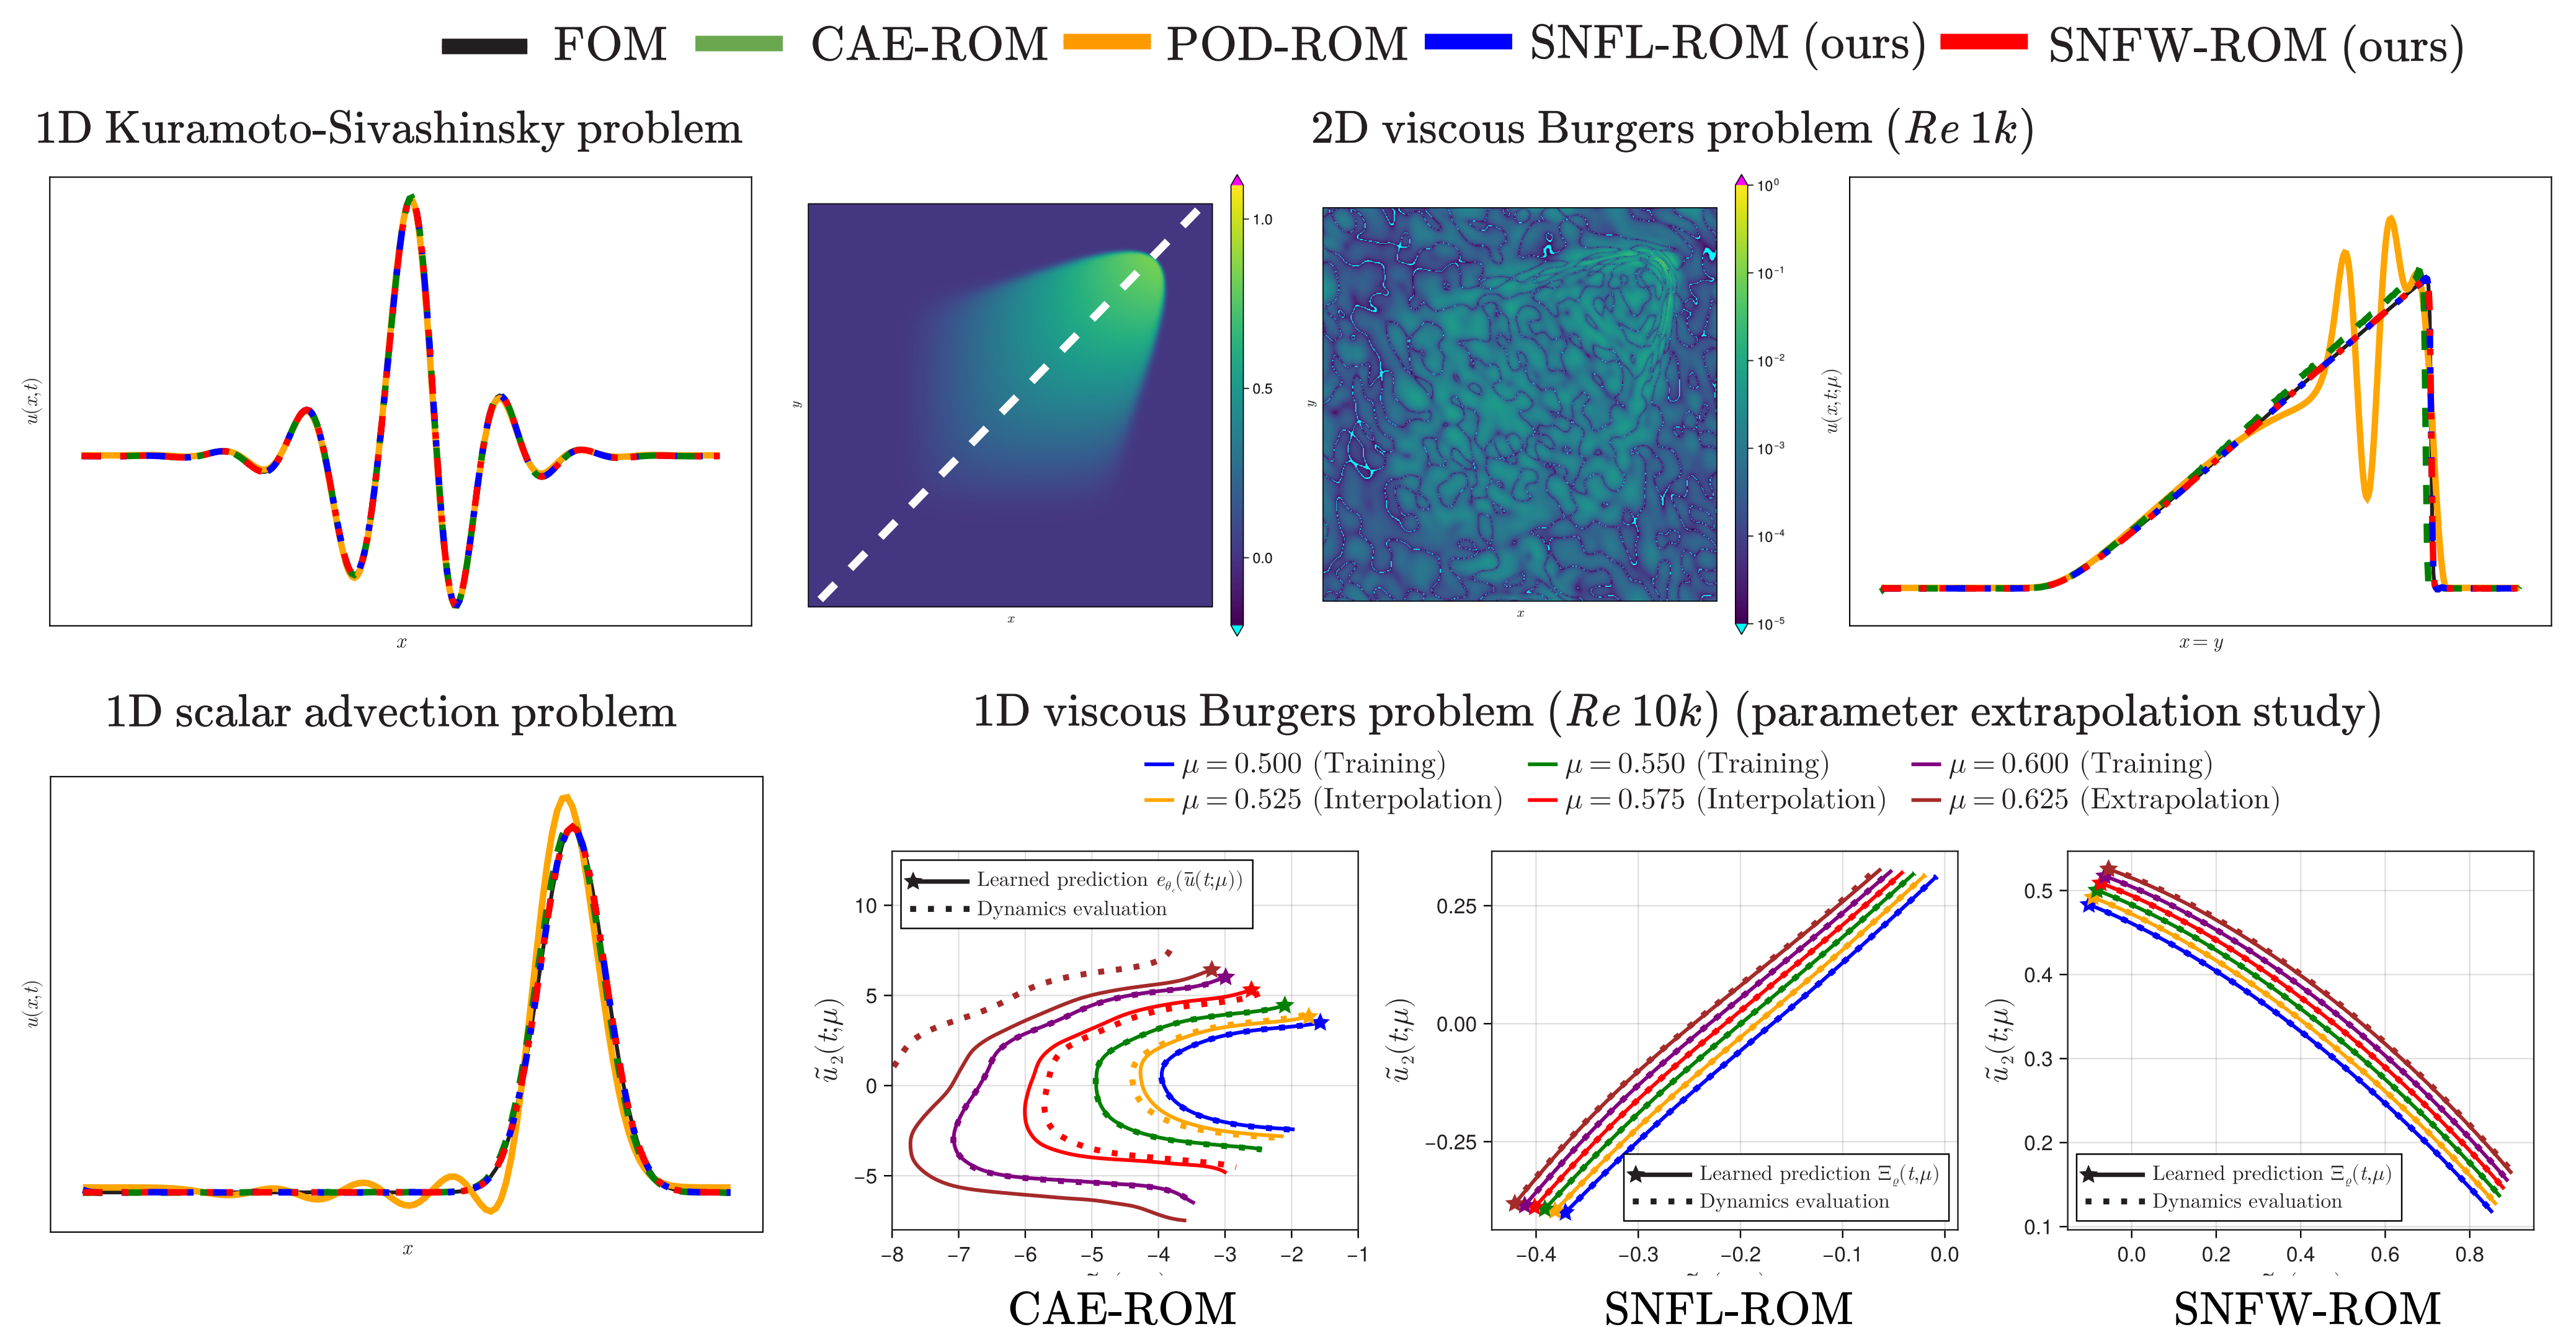 FOM CAE-ROM POD-ROM SNFL-ROM (ours) SNFW-ROM (ours)
1D Kuramoto-Sivashinsky problem
2D viscous Burgers problem (Re 1k)
u(x,t)
x
y
x
1.0
0.5
0.0
y
x
10⁰
10⁻¹
10⁻²
10⁻³
10⁻⁴
10⁻⁵
u(x,t;μ)
x = y
1D scalar advection problem
u(x,t)
x
1D viscous Burgers problem (Re 10k) (parameter extrapolation study)
μ = 0.500 (Training) μ = 0.550 (Training) μ = 0.600 (Training)
μ = 0.525 (Interpolation) μ = 0.575 (Interpolation) μ = 0.625 (Extrapolation)
Learned prediction e_θₑ(ū(t;μ))
Dynamics evaluation
ũ₂(t;μ)
10
5
0
−5
−8 −7 −6 −5 −4 −3 −2 −1
CAE-ROM
ũ₂(t;μ)
0.25
0.00
−0.25
Learned prediction Ξ_ϱ(t,μ)
Dynamics evaluation
−0.4 −0.3 −0.2 −0.1 0.0
SNFL-ROM
ũ₂(t;μ)
0.5
0.4
0.3
0.2
0.1
Learned prediction Ξ_ϱ(t,μ)
Dynamics evaluation
0.0 0.2 0.4 0.6 0.8
SNFW-ROM